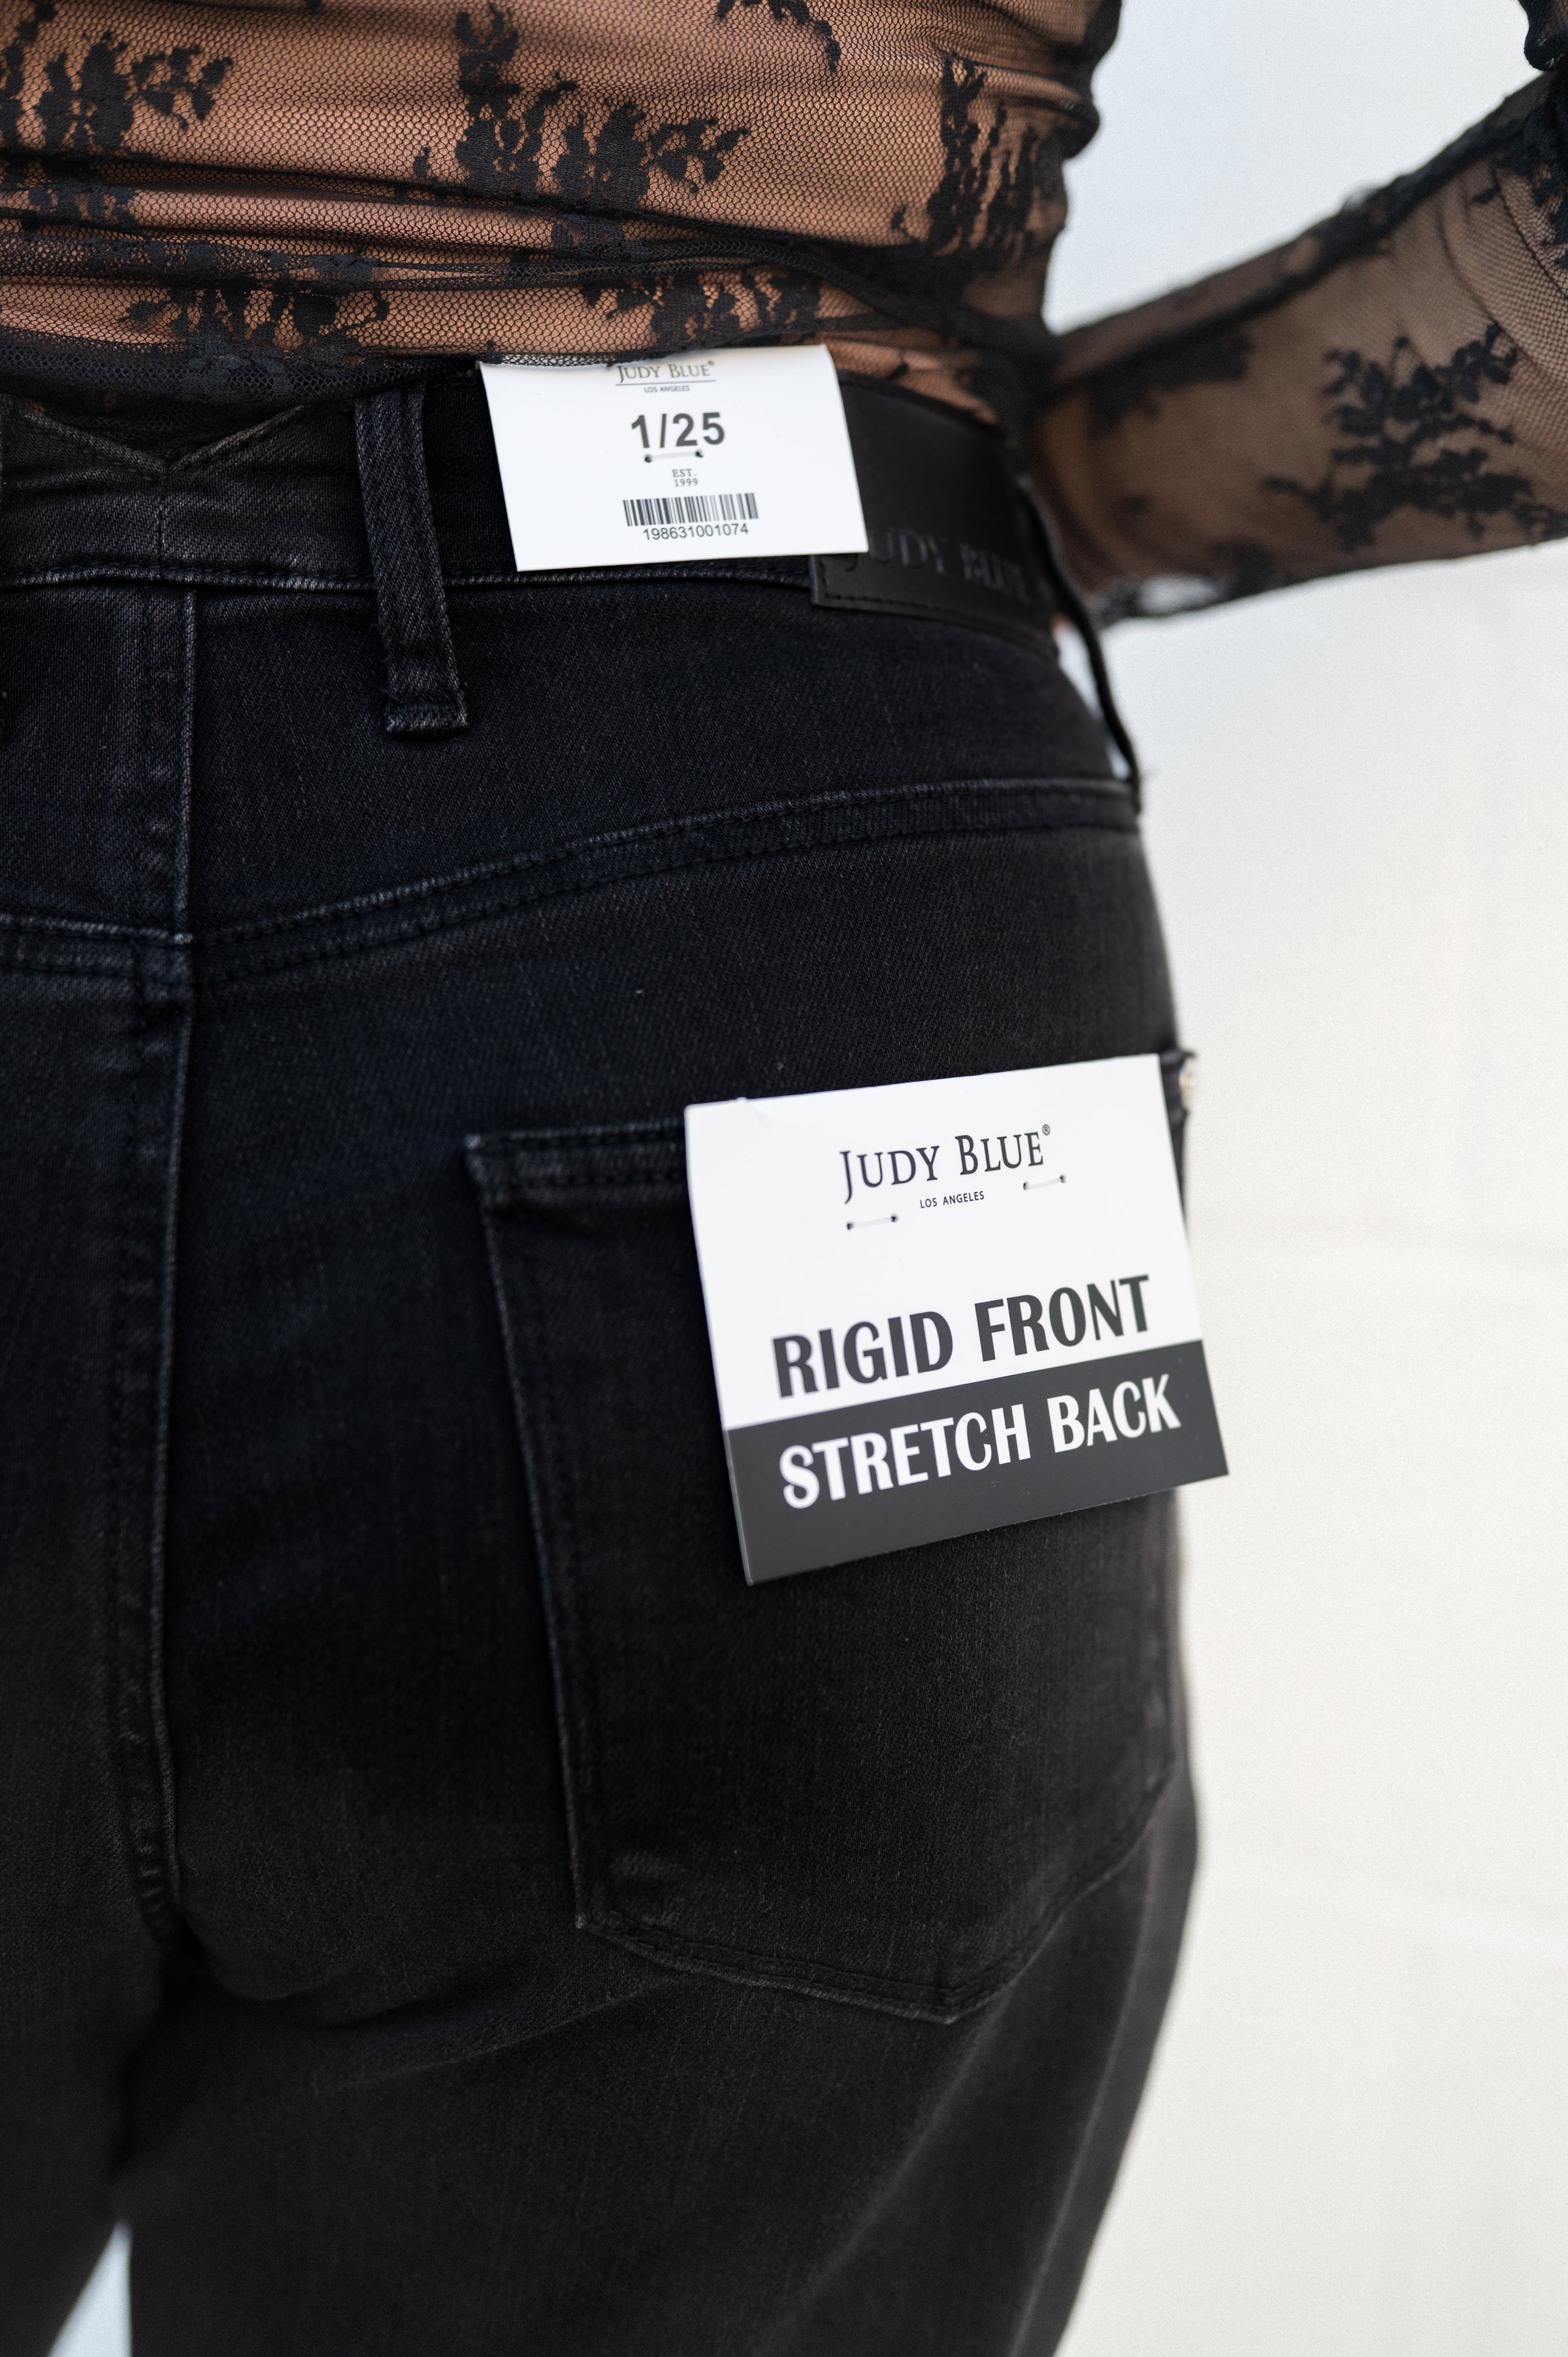 JUDY BLUE®
LOS ANGELES
1/25
EST.
1999
198631001074
JUDY BLUE
JUDY BLUE®
LOS ANGELES
RIGID FRONT
STRETCH BACK